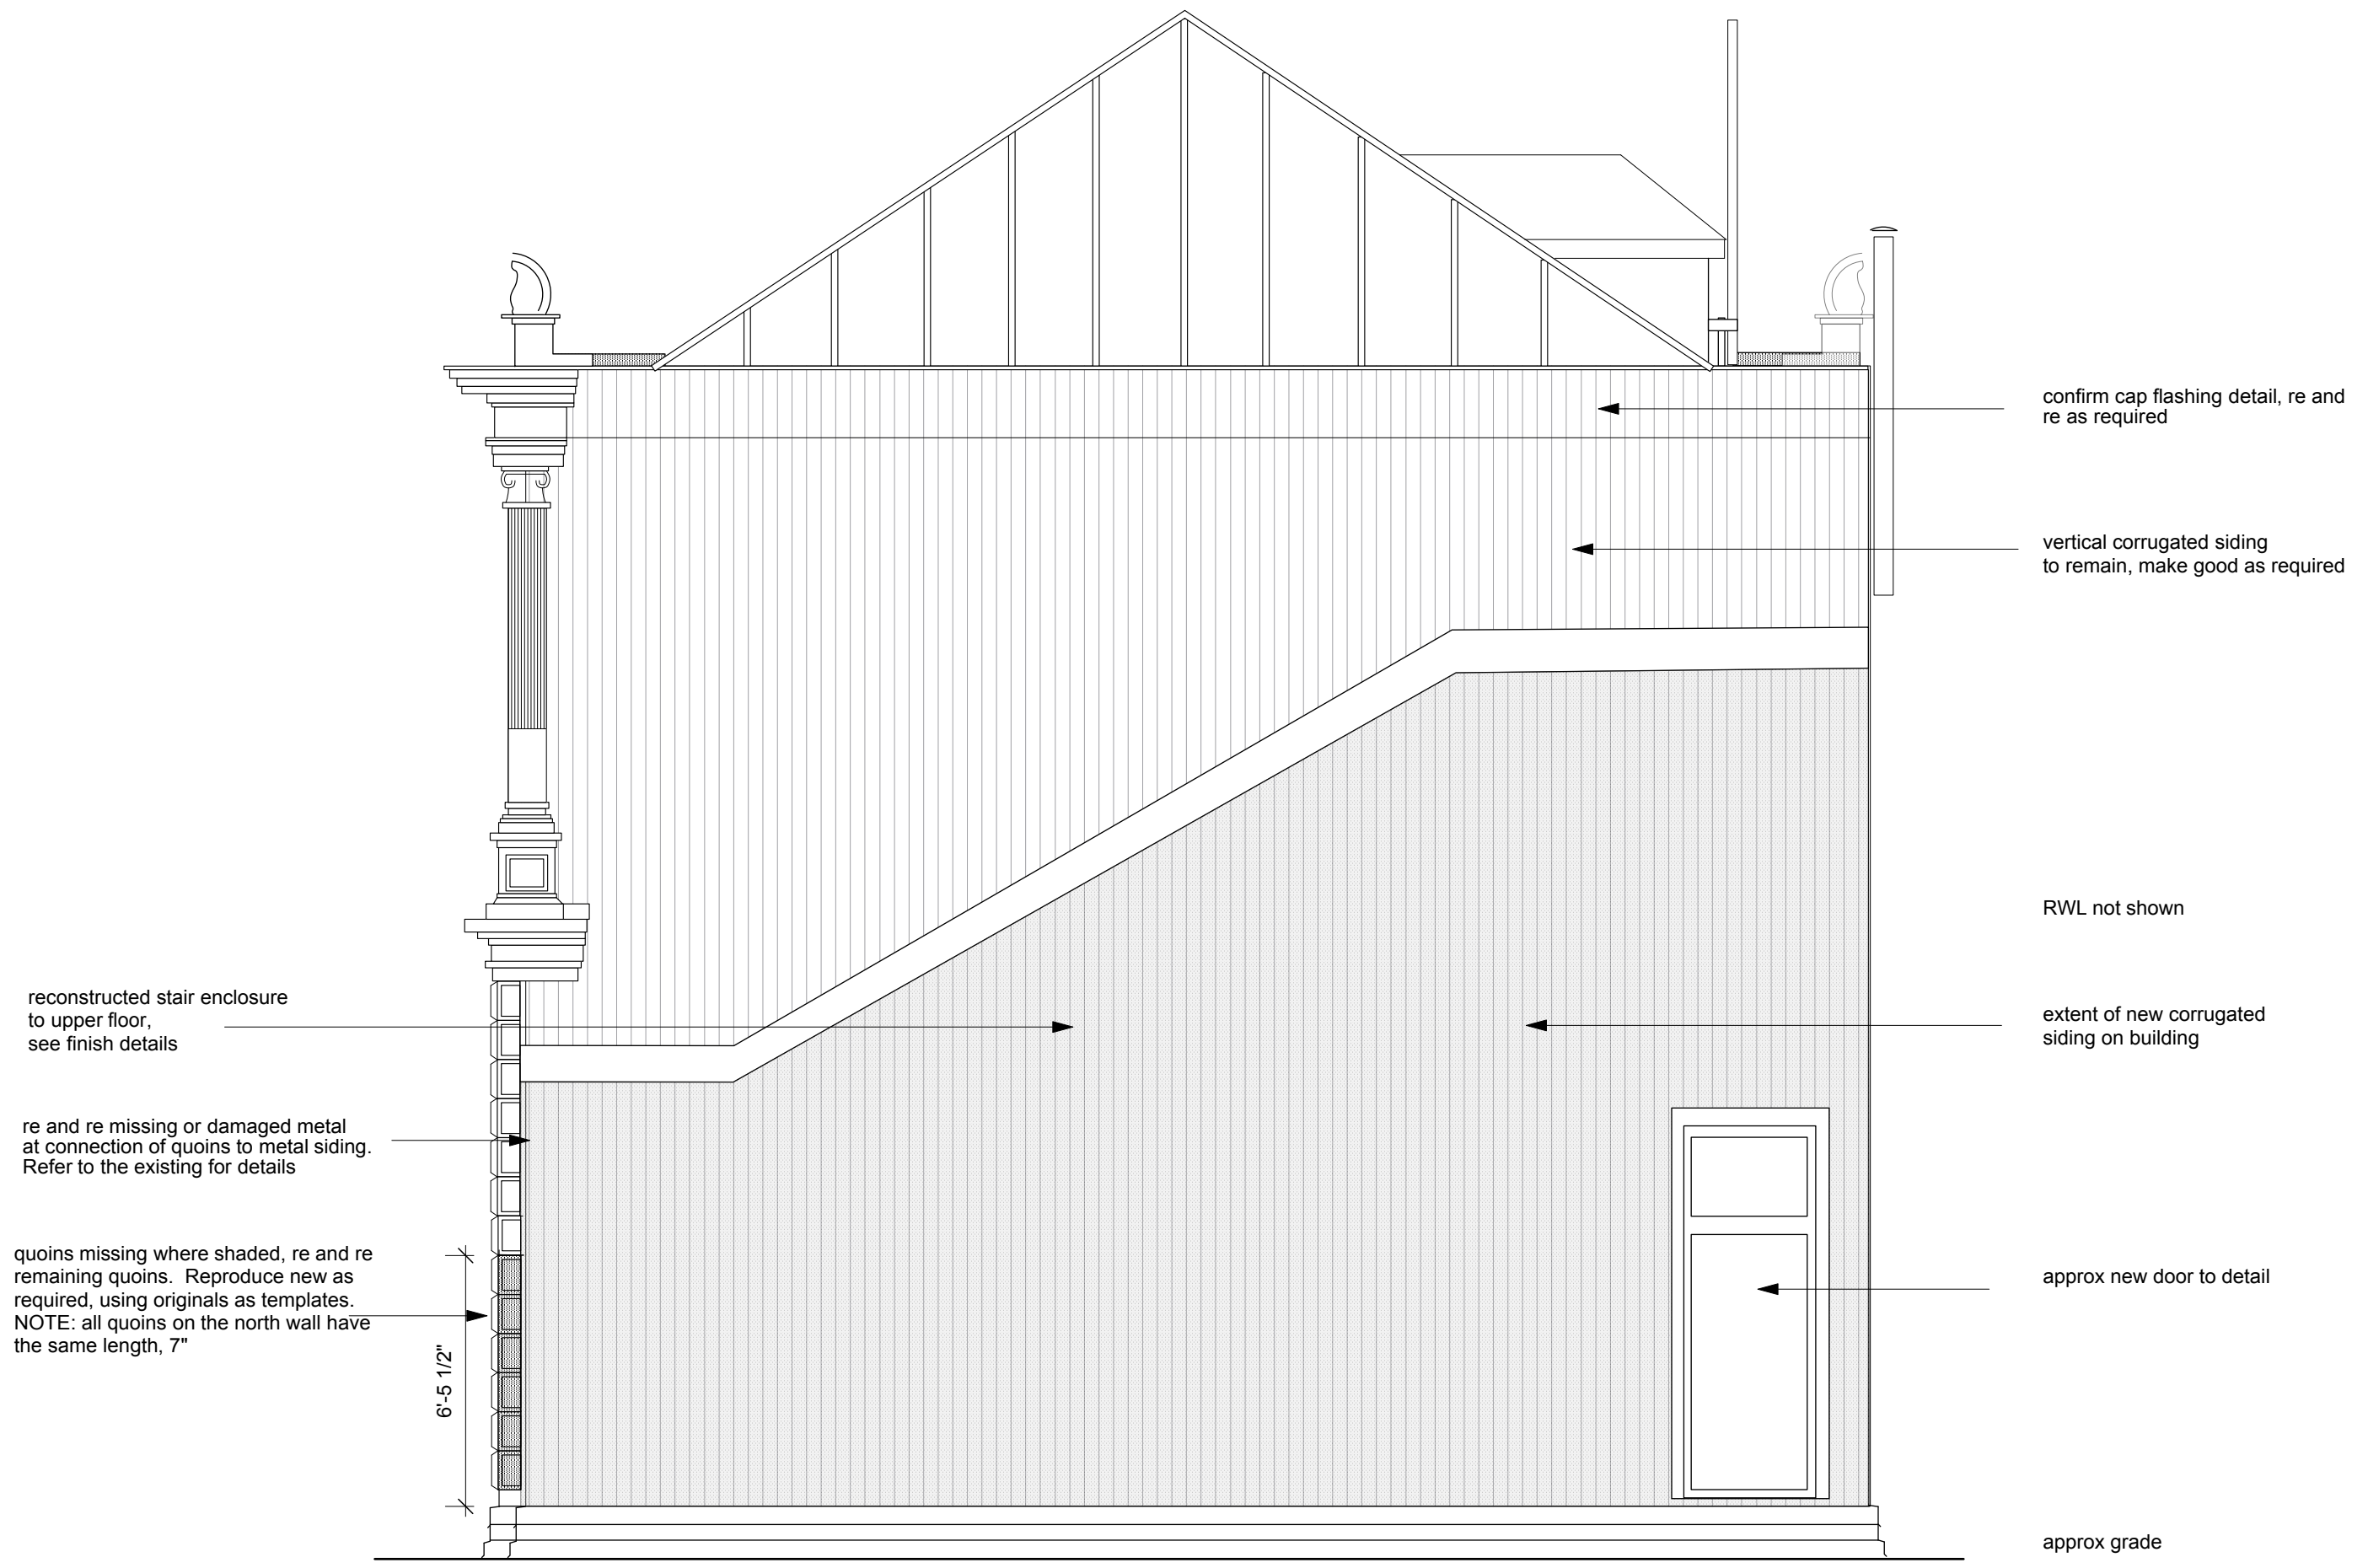 confirm cap flashing detail, re and
re as required
vertical corrugated siding
to remain, make good as required
RWL not shown
reconstructed stair enclosure
to upper floor,
see finish details
extent of new corrugated
siding on building
re and re missing or damaged metal
at connection of quoins to metal siding.
Refer to the existing for details
quoins missing where shaded, re and re
remaining quoins.  Reproduce new as
required, using originals as templates.
NOTE: all quoins on the north wall have
the same length, 7"
6'-5 1/2"
approx new door to detail
approx grade